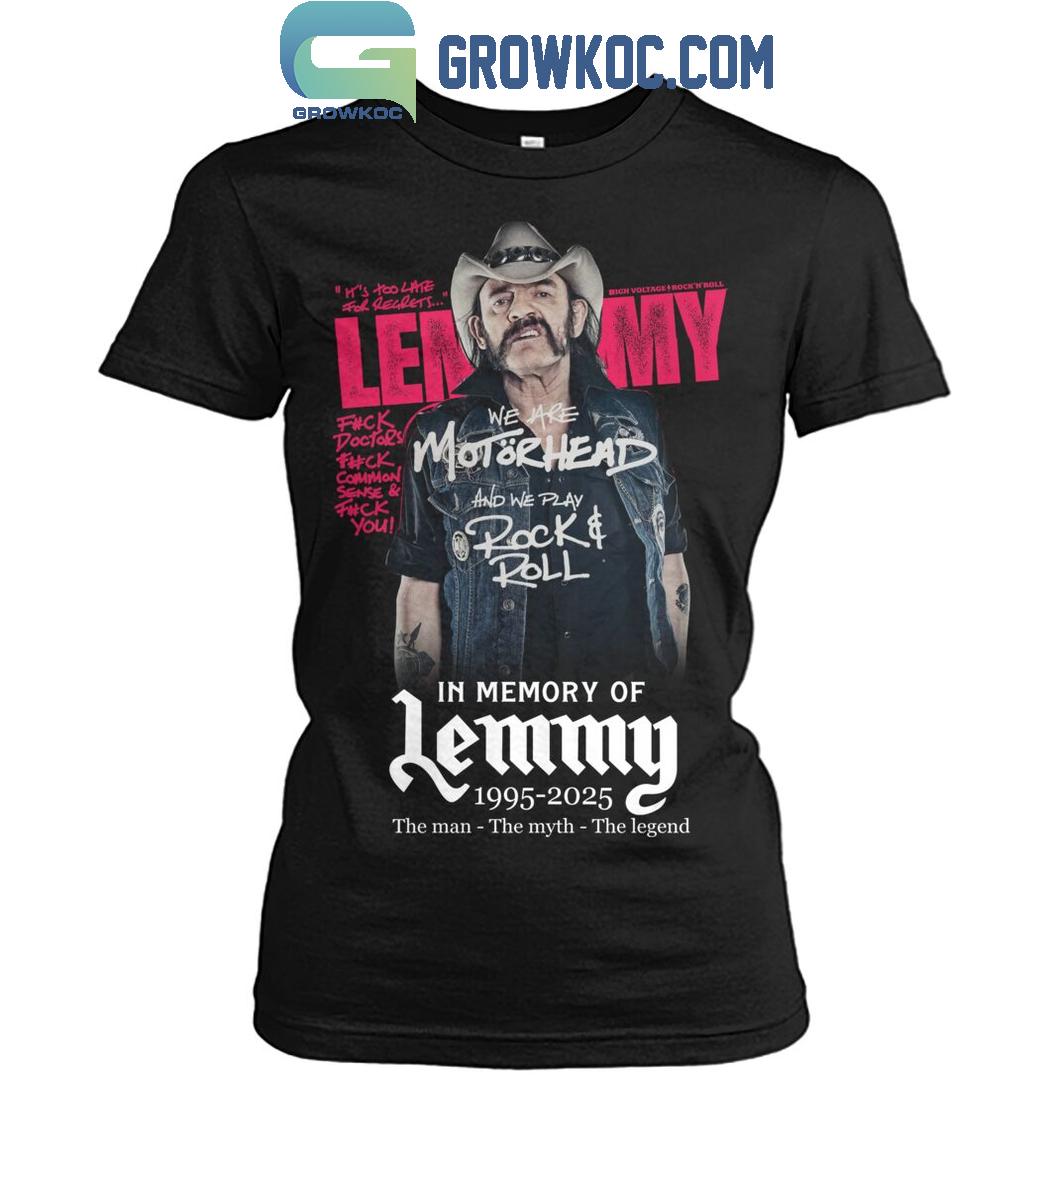 GROWKOC
GROWKOC.COM
"IT'S TOO LATE
FOR REGRETS..."
HIGH VOLTAGE ROCK'N'ROLL
LEMMY
F#CK
DOCTORS
F#CK
COMMON
SENSE &
F#CK
YOU!
WE ARE
MOTÖRHEAD
AND WE PLAY
ROCK &
ROLL
IN MEMORY OF
Lemmy
1995-2025
The man - The myth - The legend